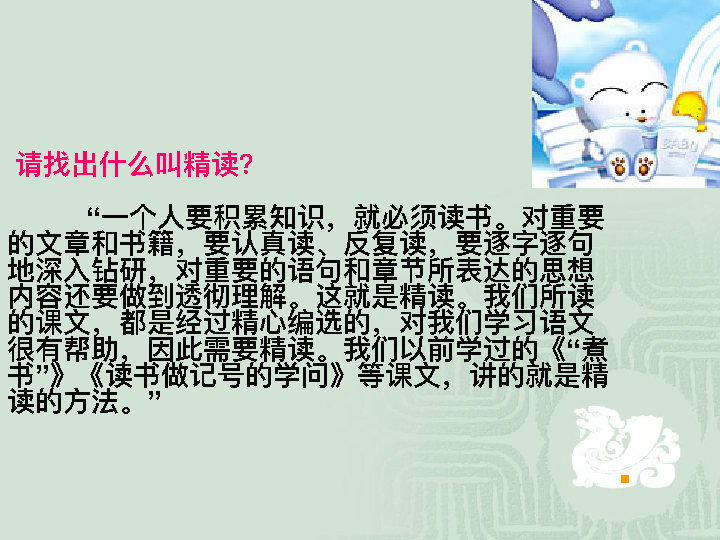 请找出什么叫精读？
“一个人要积累知识，就必须读书。对重要
的文章和书籍，要认真读、反复读，要逐字逐句
地深入钻研，对重要的语句和章节所表达的思想
内容还要做到透彻理解。这就是精读。我们所读
的课文，都是经过精心编选的，对我们学习语文
很有帮助，因此需要精读。我们以前学过的《“煮
书”》《读书做记号的学问》等课文，讲的就是精
读的方法。”